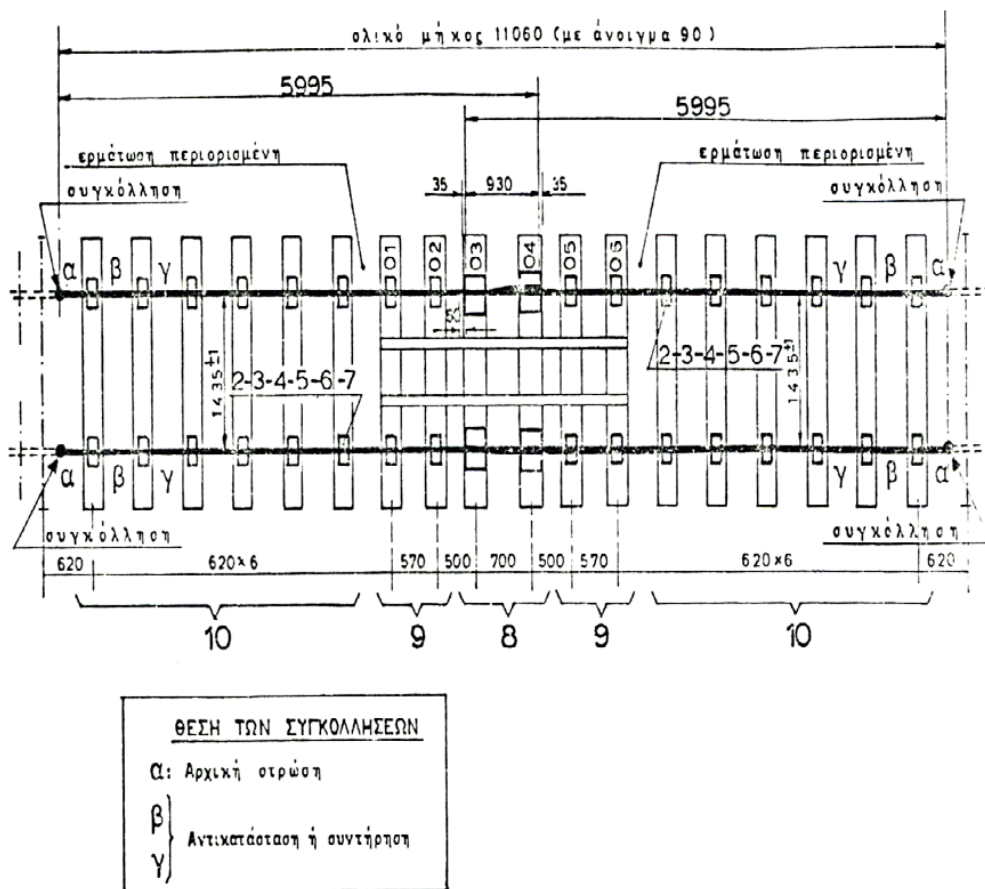 ολικό μήκος 11060 (με άνοιγμα 90)
5995
5995
ερμάτωση περιορισμένη
ερμάτωση περιορισμένη
συγκόλληση
συγκόλληση
35 930 35
α β γ 01 02 03 04 05 06 γ β α
50
1435±1
1435±1
2-3-4-5-6-7
2-3-4-5-6-7
α β γ γ β α
συγκόλληση
συγκόλληση
620 620×6 570 500 700 500 570 620×6 620
10 9 8 9 10
ΘΕΣΗ ΤΩΝ ΣΥΓΚΟΛΛΗΣΕΩΝ
α: Αρχική στρώση
β
γ
Αντικατάσταση ή συντήρηση